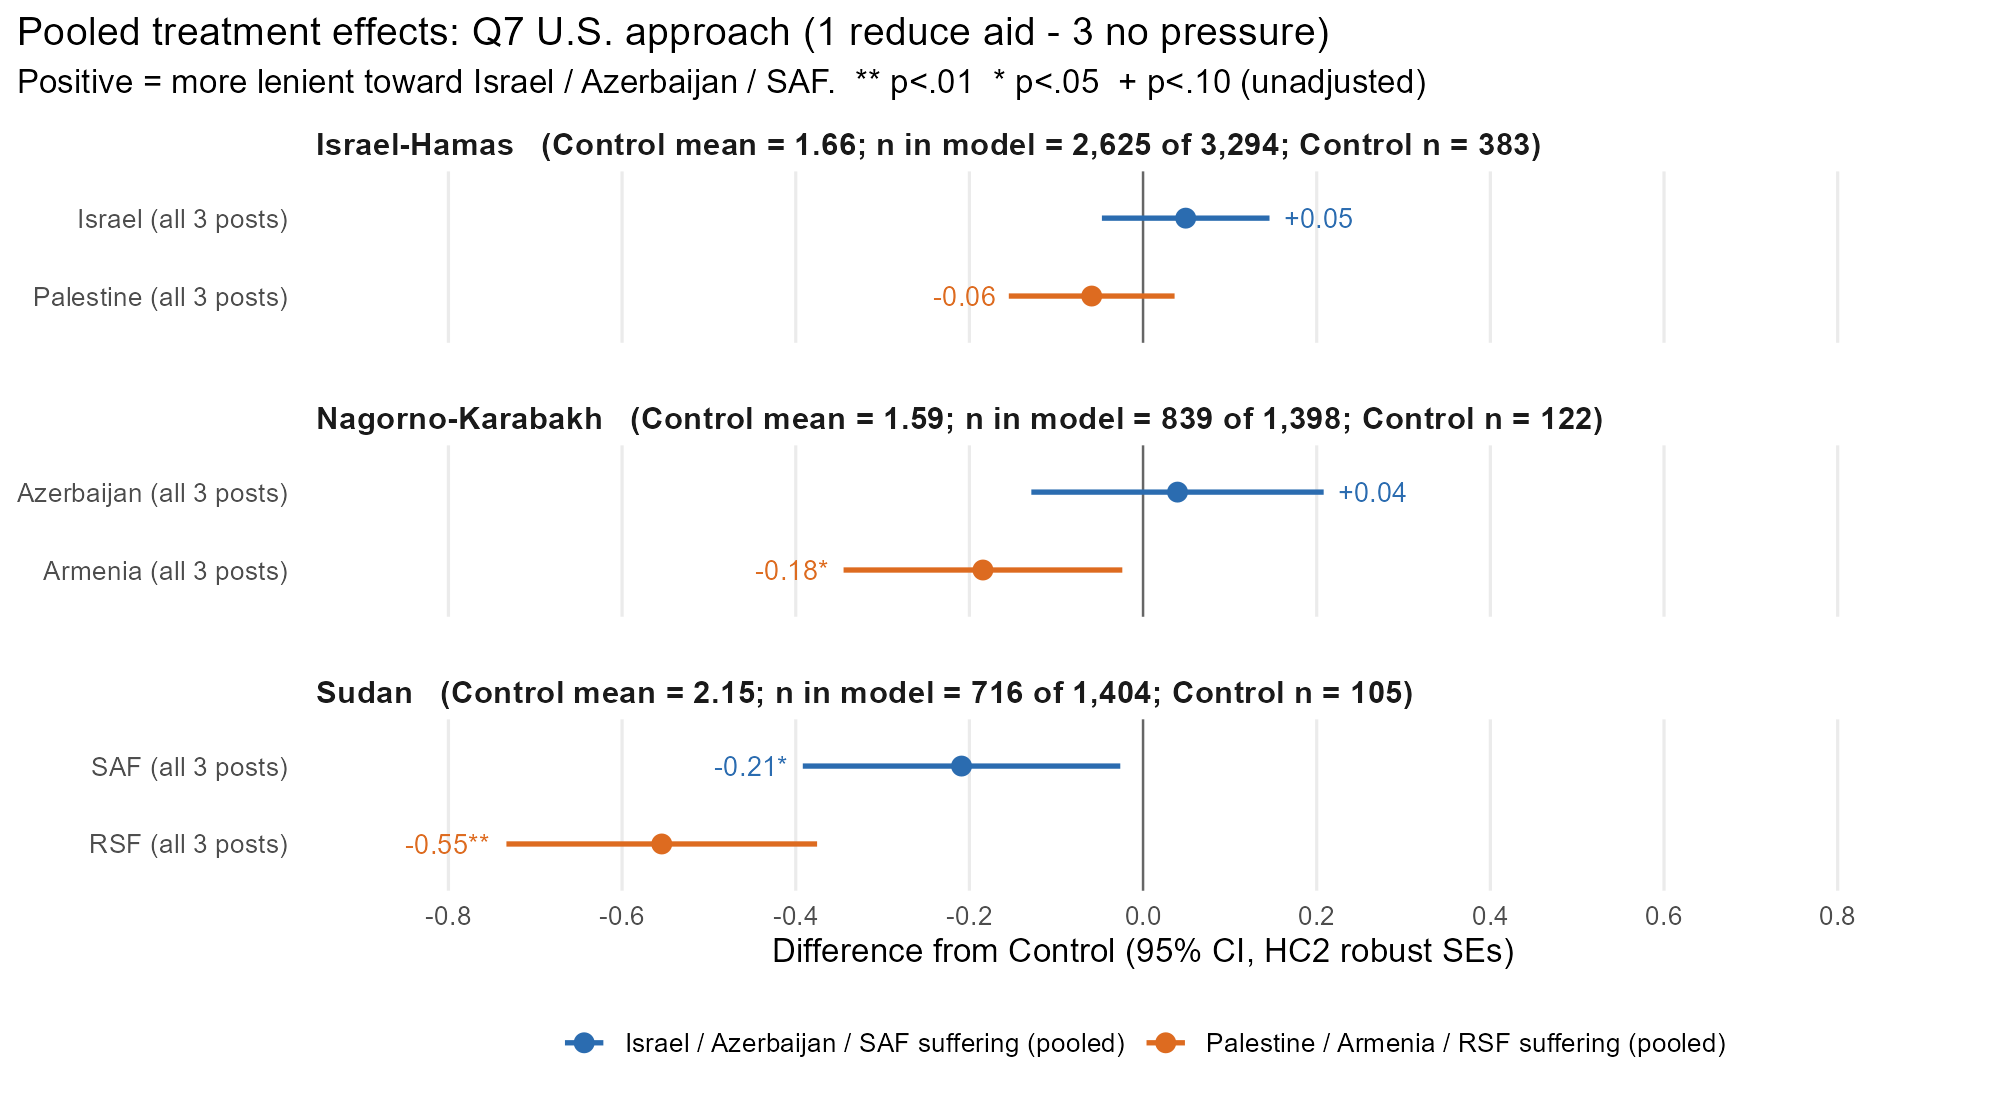 Pooled treatment effects: Q7 U.S. approach (1 reduce aid - 3 no pressure)
Positive = more lenient toward Israel / Azerbaijan / SAF.  ** p<.01  * p<.05  + p<.10 (unadjusted)
Israel-Hamas   (Control mean = 1.66; n in model = 2,625 of 3,294; Control n = 383)
Israel (all 3 posts)
+0.05
Palestine (all 3 posts)
-0.06
Nagorno-Karabakh   (Control mean = 1.59; n in model = 839 of 1,398; Control n = 122)
Azerbaijan (all 3 posts)
+0.04
Armenia (all 3 posts)
-0.18*
Sudan   (Control mean = 2.15; n in model = 716 of 1,404; Control n = 105)
SAF (all 3 posts)
-0.21*
RSF (all 3 posts)
-0.55**
-0.8 -0.6 -0.4 -0.2 0.0 0.2 0.4 0.6 0.8
Difference from Control (95% CI, HC2 robust SEs)
Israel / Azerbaijan / SAF suffering (pooled) Palestine / Armenia / RSF suffering (pooled)